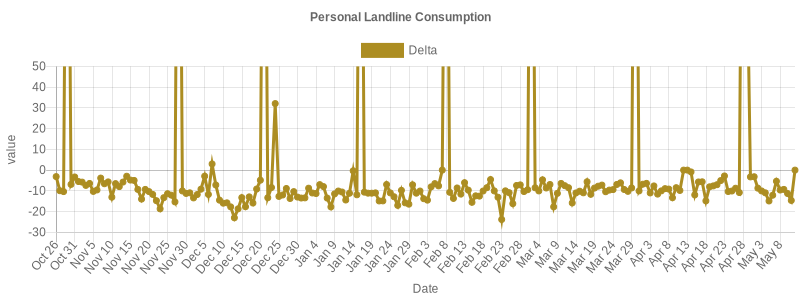 Personal Landline Consumption
Delta
value
50
40
30
20
10
0
-10
-20
-30
Oct 26
Oct 31
Nov 5
Nov 10
Nov 15
Nov 20
Nov 25
Nov 30
Dec 5
Dec 10
Dec 15
Dec 20
Dec 25
Dec 30
Jan 4
Jan 9
Jan 14
Jan 19
Jan 24
Jan 29
Feb 3
Feb 8
Feb 13
Feb 18
Feb 23
Feb 28
Mar 4
Mar 9
Mar 14
Mar 19
Mar 24
Mar 29
Apr 3
Apr 8
Apr 13
Apr 18
Apr 23
Apr 28
May 3
May 8
Date